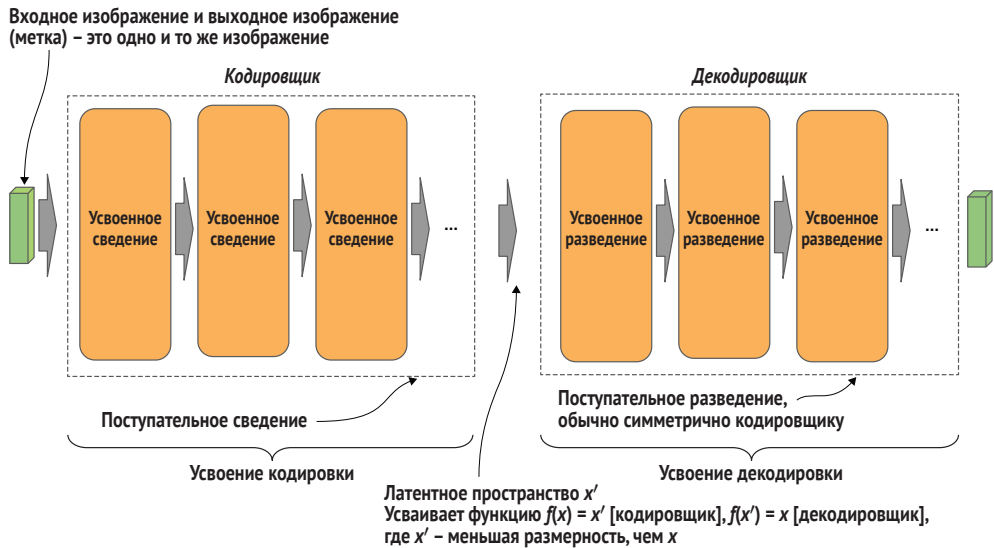 Входное изображение и выходное изображение
(метка) – это одно и то же изображение
Кодировщик
Декодировщик
Усвоенное
сведение
Усвоенное
сведение
Усвоенное
сведение
...
Усвоенное
разведение
Усвоенное
разведение
Усвоенное
разведение
...
Поступательное сведение
Поступательное разведение,
обычно симметрично кодировщику
Усвоение кодировки
Усвоение декодировки
Латентное пространство x′
Усваивает функцию f(x) = x′ [кодировщик], f(x′) = x [декодировщик],
где x′ – меньшая размерность, чем x